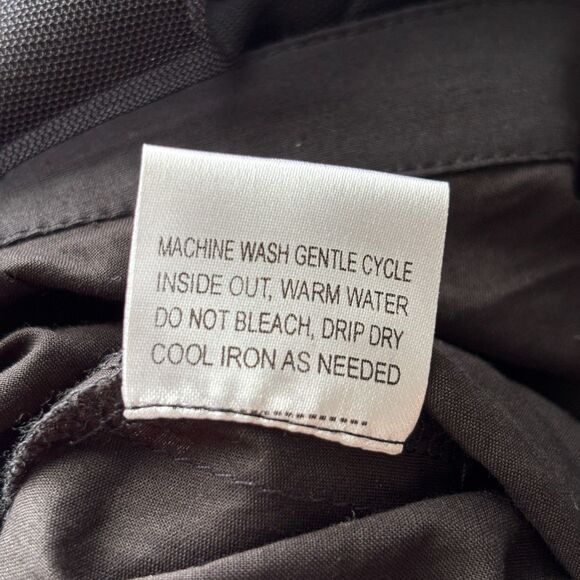 MACHINE WASH GENTLE CYCLE
INSIDE OUT, WARM WATER
DO NOT BLEACH, DRIP DRY
COOL IRON AS NEEDED